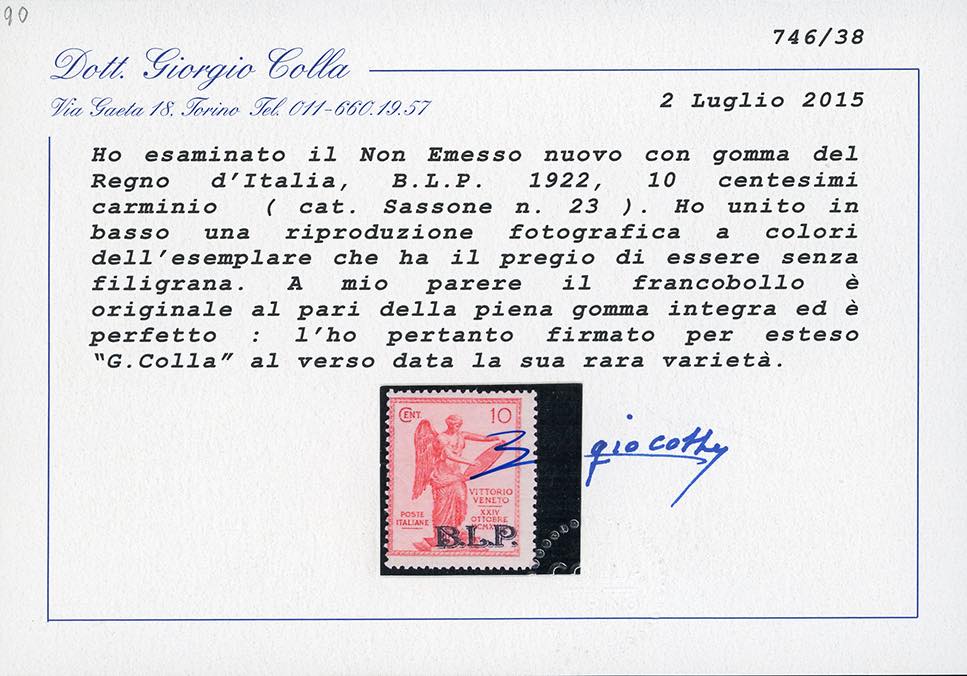 90
746/38
Dott. Giorgio Colla
Via Gaeta 18, Torino Tel. 011-660.19.57
2 Luglio 2015
Ho esaminato il Non Emesso nuovo con gomma del
Regno d'Italia, B.L.P. 1922, 10 centesimi
carminio ( cat. Sassone n. 23 ). Ho unito in
basso una riproduzione fotografica a colori
dell'esemplare che ha il pregio di essere senza
filigrana. A mio parere il francobollo è
originale al pari della piena gomma integra ed è
perfetto : l'ho pertanto firmato per esteso
"G.Colla" al verso data la sua rara varietà.
CENT. 10
VITTORIO
VENETO
POSTE
ITALIANE
XXIV
OTTOBRE
B.L.P.